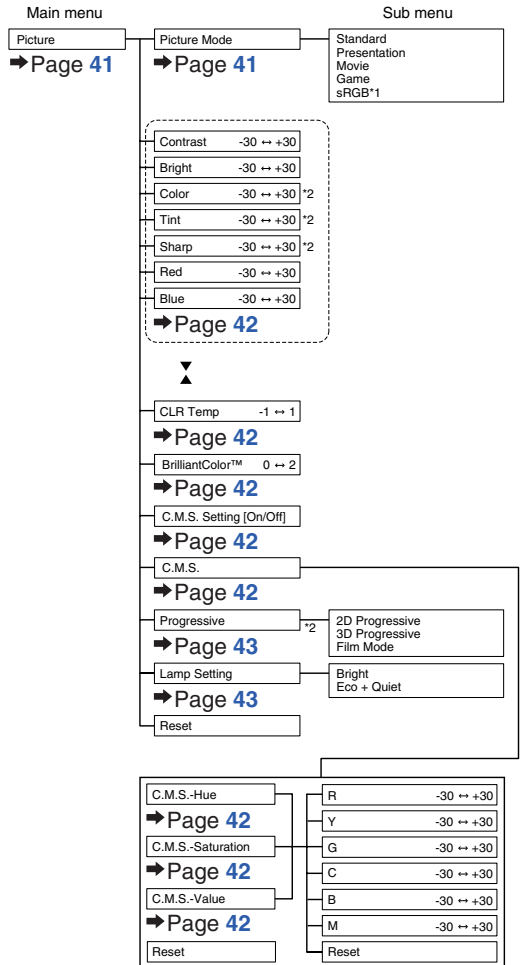 Main menu
Sub menu
Picture
➡Page 41
Picture Mode
➡Page 41
Standard
Presentation
Movie
Game
sRGB*1
Contrast -30 ↔ +30
Bright -30 ↔ +30
Color -30 ↔ +30 *2
Tint -30 ↔ +30 *2
Sharp -30 ↔ +30 *2
Red -30 ↔ +30
Blue -30 ↔ +30
➡Page 42
CLR Temp -1 ↔ 1
➡Page 42
BrilliantColor™ 0 ↔ 2
➡Page 42
C.M.S. Setting [On/Off]
➡Page 42
C.M.S.
➡Page 42
Progressive *2
➡Page 43
2D Progressive
3D Progressive
Film Mode
Lamp Setting
➡Page 43
Bright
Eco + Quiet
Reset
C.M.S.-Hue
➡Page 42
C.M.S.-Saturation
➡Page 42
C.M.S.-Value
➡Page 42
Reset
R -30 ↔ +30
Y -30 ↔ +30
G -30 ↔ +30
C -30 ↔ +30
B -30 ↔ +30
M -30 ↔ +30
Reset